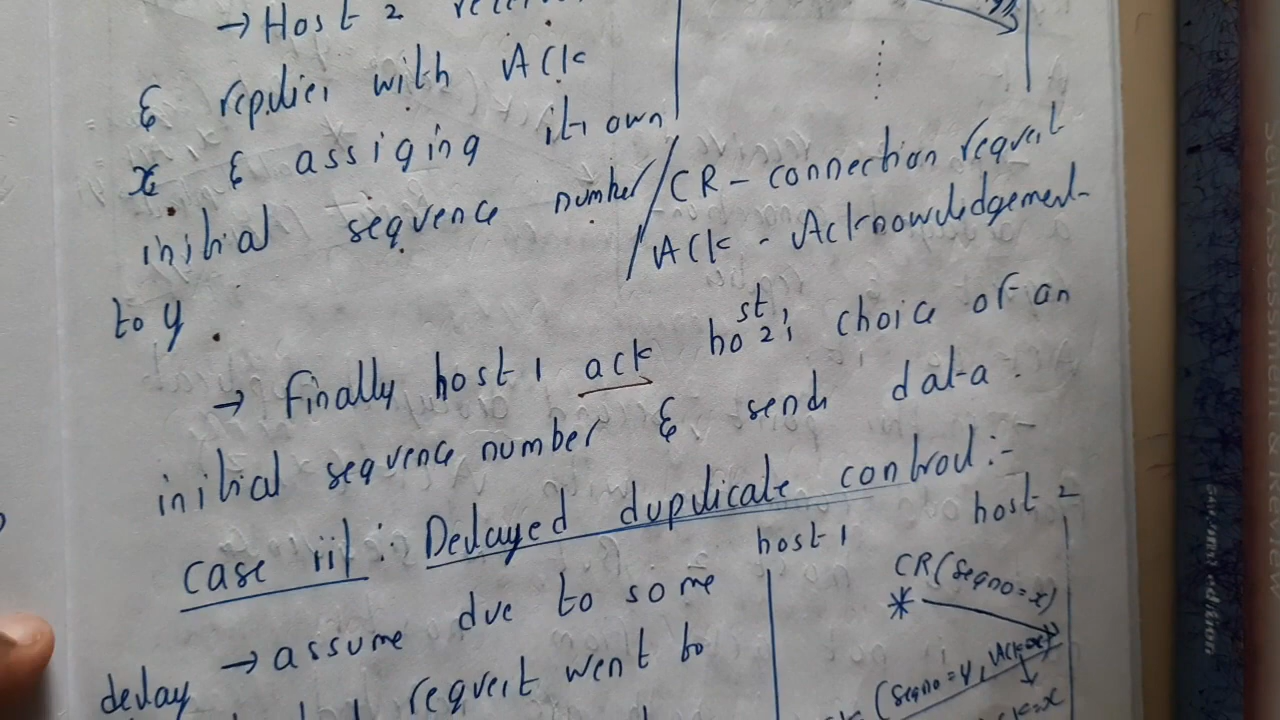 → Host 2
& replies with Ack
x & assiging its own
initial sequence number
CR - connection request
Ack - Acknowledgement
to y.
→ Finally host 1 ack host 2's choice of an
initial sequence number & sends data.
Case ii) : Delayed duplicate control :-
host 1 host 2
→ assume due to some
delay
request went to
CR (seqno=x)
(seqno=y, Ack=x)